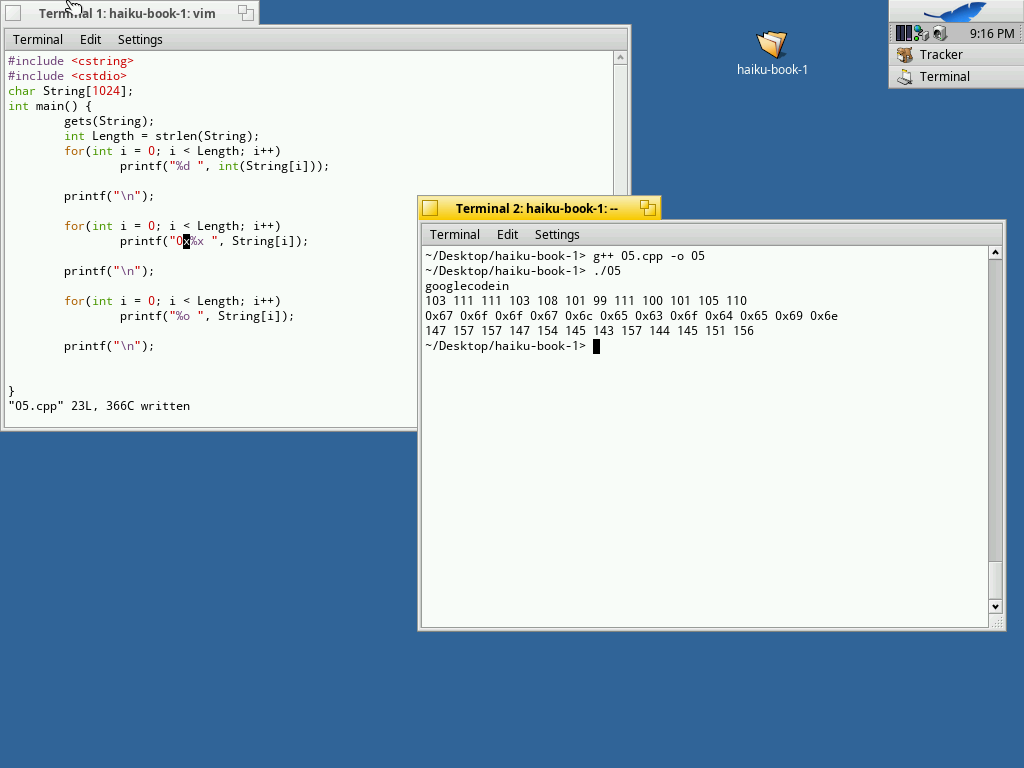 Terminal 1: haiku-book-1: vim
Terminal Edit Settings
#include <cstring>
#include <cstdio>
char String[1024];
int main() {
        gets(String);
        int Length = strlen(String);
        for(int i = 0; i < Length; i++)
                printf("%d ", int(String[i]));

        printf("\n");

        for(int i = 0; i < Length; i++)
                printf("0x%x ", String[i]);

        printf("\n");

        for(int i = 0; i < Length; i++)
                printf("%o ", String[i]);

        printf("\n");


}
"05.cpp" 23L, 366C written
haiku-book-1
9:16 PM
Tracker
Terminal
Terminal 2: haiku-book-1: --
Terminal Edit Settings
~/Desktop/haiku-book-1> g++ 05.cpp -o 05
~/Desktop/haiku-book-1> ./05
googlecodein
103 111 111 103 108 101 99 111 100 101 105 110
0x67 0x6f 0x6f 0x67 0x6c 0x65 0x63 0x6f 0x64 0x65 0x69 0x6e
147 157 157 147 154 145 143 157 144 145 151 156
~/Desktop/haiku-book-1>